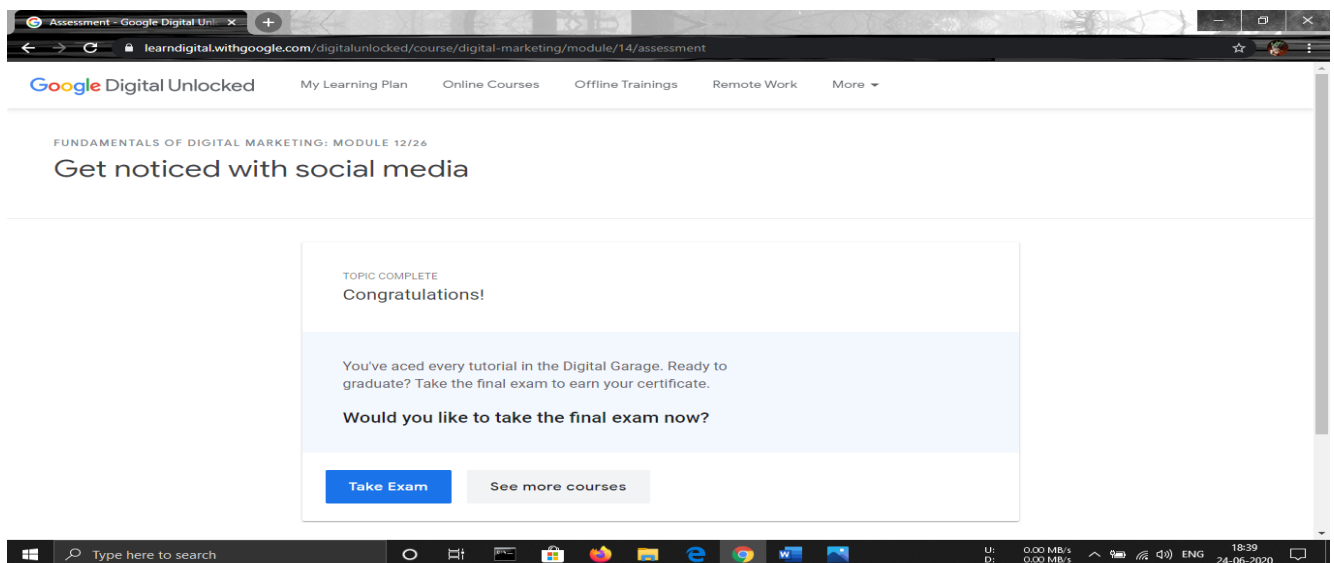 Assessment - Google Digital Unl
learndigital.withgoogle.com/digitalunlocked/course/digital-marketing/module/14/assessment
Google Digital Unlocked My Learning Plan Online Courses Offline Trainings Remote Work More
FUNDAMENTALS OF DIGITAL MARKETING: MODULE 12/26
Get noticed with social media
TOPIC COMPLETE
Congratulations!
You've aced every tutorial in the Digital Garage. Ready to
graduate? Take the final exam to earn your certificate.
Would you like to take the final exam now?
Take Exam See more courses
Type here to search
U: 0.00 MB/s
D: 0.00 MB/s
ENG
18:39
24-06-2020